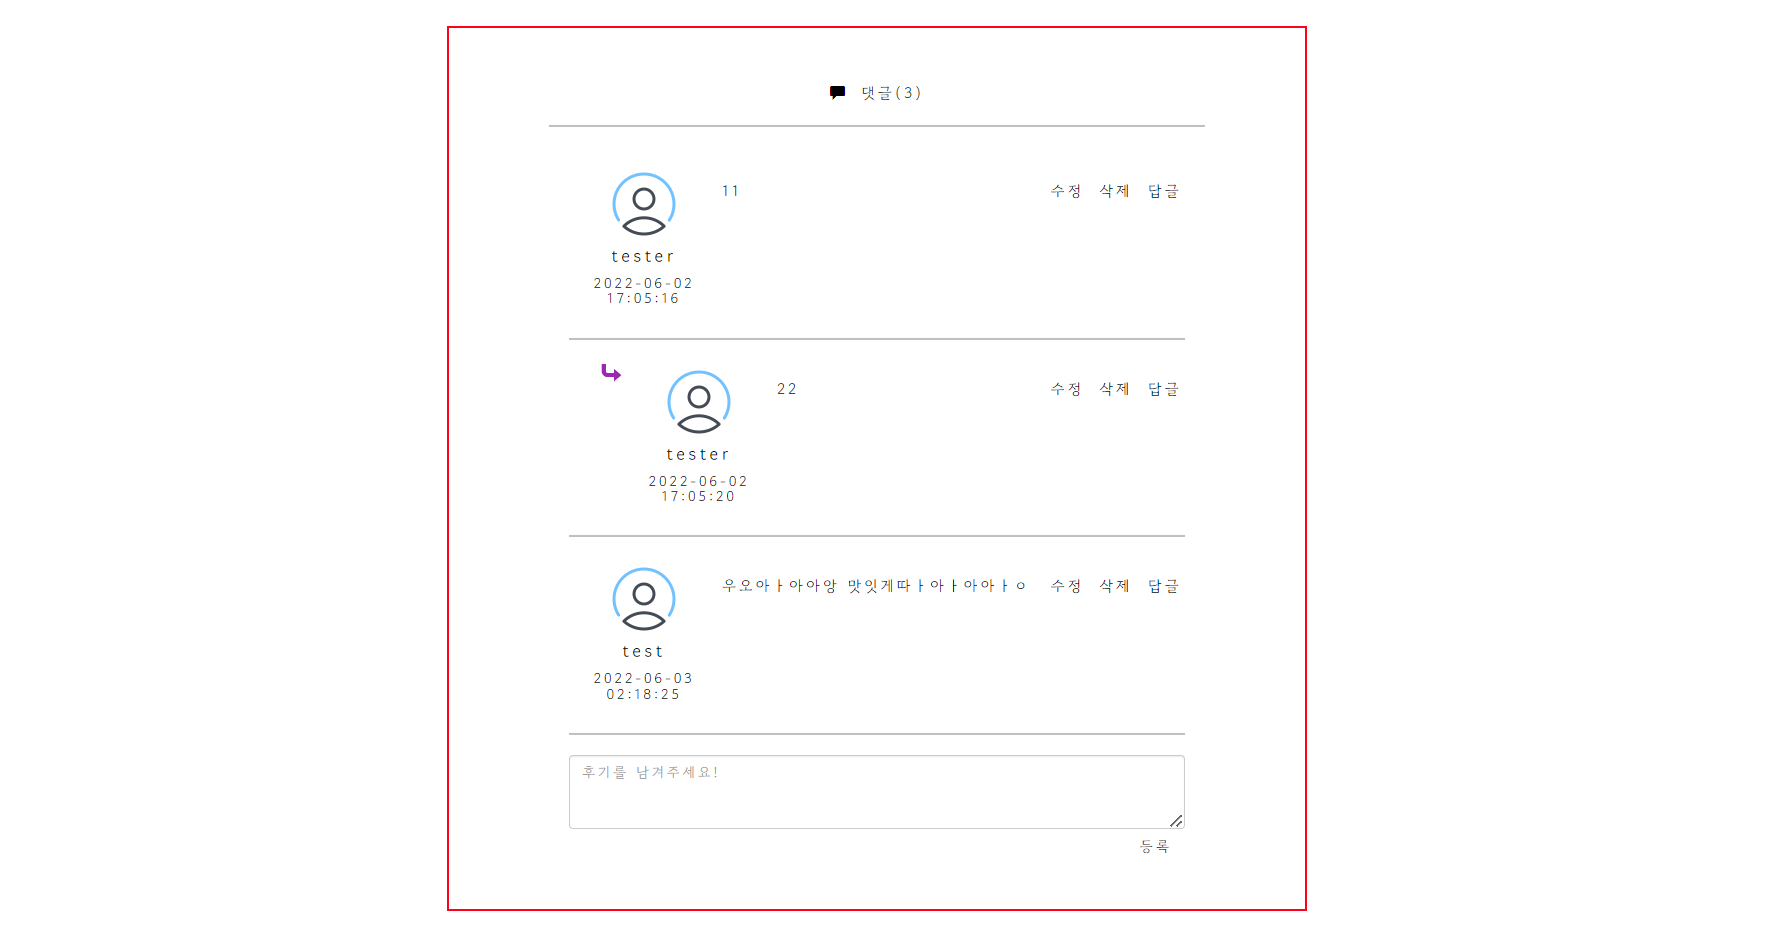 댓글(3)
11 수정 삭제 답글
tester
2022-06-02
17:05:16
22 수정 삭제 답글
tester
2022-06-02
17:05:20
우오아ㅏ아아앙 맛잇게따ㅏ아ㅑ아아ㅏㅇ 수정 삭제 답글
test
2022-06-03
02:18:25
후기를 남겨주세요!
등록